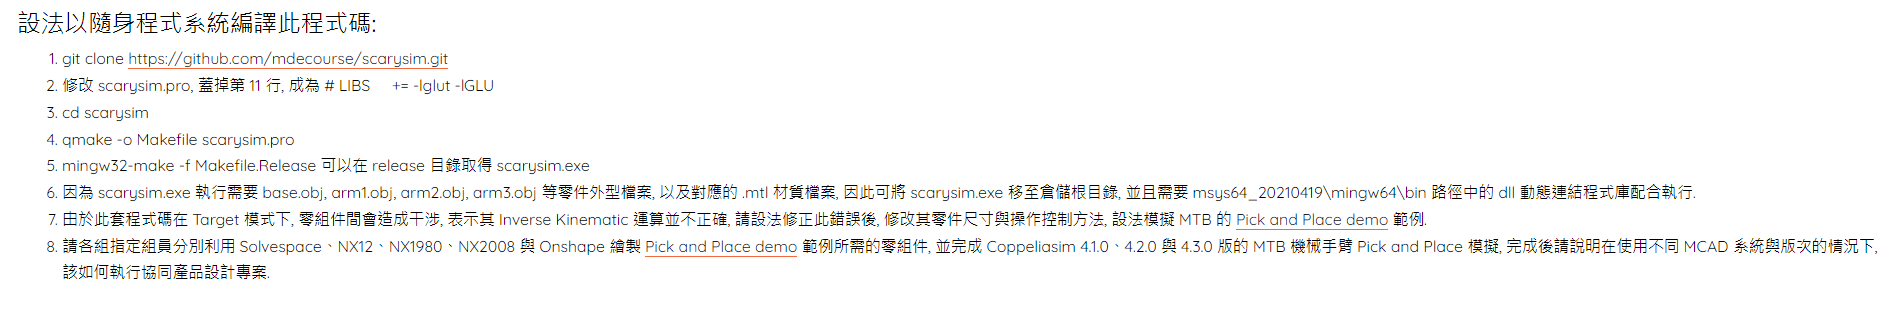 設法以隨身程式系統編譯此程式碼:
1. git clone https://github.com/mdecourse/scarysim.git
2. 修改 scarysim.pro, 蓋掉第 11 行, 成為 # LIBS += -lglut -lGLU
3. cd scarysim
4. qmake -o Makefile scarysim.pro
5. mingw32-make -f Makefile.Release 可以在 release 目錄取得 scarysim.exe
6. 因為 scarysim.exe 執行需要 base.obj, arm1.obj, arm2.obj, arm3.obj 等零件外型檔案, 以及對應的 .mtl 材質檔案, 因此可將 scarysim.exe 移至倉儲根目錄, 並且需要 msys64_20210419\mingw64\bin 路徑中的 dll 動態連結程式庫配合執行.
7. 由於此套程式碼在 Target 模式下, 零組件間會造成干涉, 表示其 Inverse Kinematic 運算並不正確, 請設法修正此錯誤後, 修改其零件尺寸與操作控制方法, 設法模擬 MTB 的 Pick and Place demo 範例.
8. 請各組指定組員分別利用 Solvespace、NX12、NX1980、NX2008 與 Onshape 繪製 Pick and Place demo 範例所需的零組件, 並完成 Coppeliasim 4.1.0、4.2.0 與 4.3.0 版的 MTB 機械手臂 Pick and Place 模擬, 完成後請說明在使用不同 MCAD 系統與版次的情況下,
該如何執行協同產品設計專案.